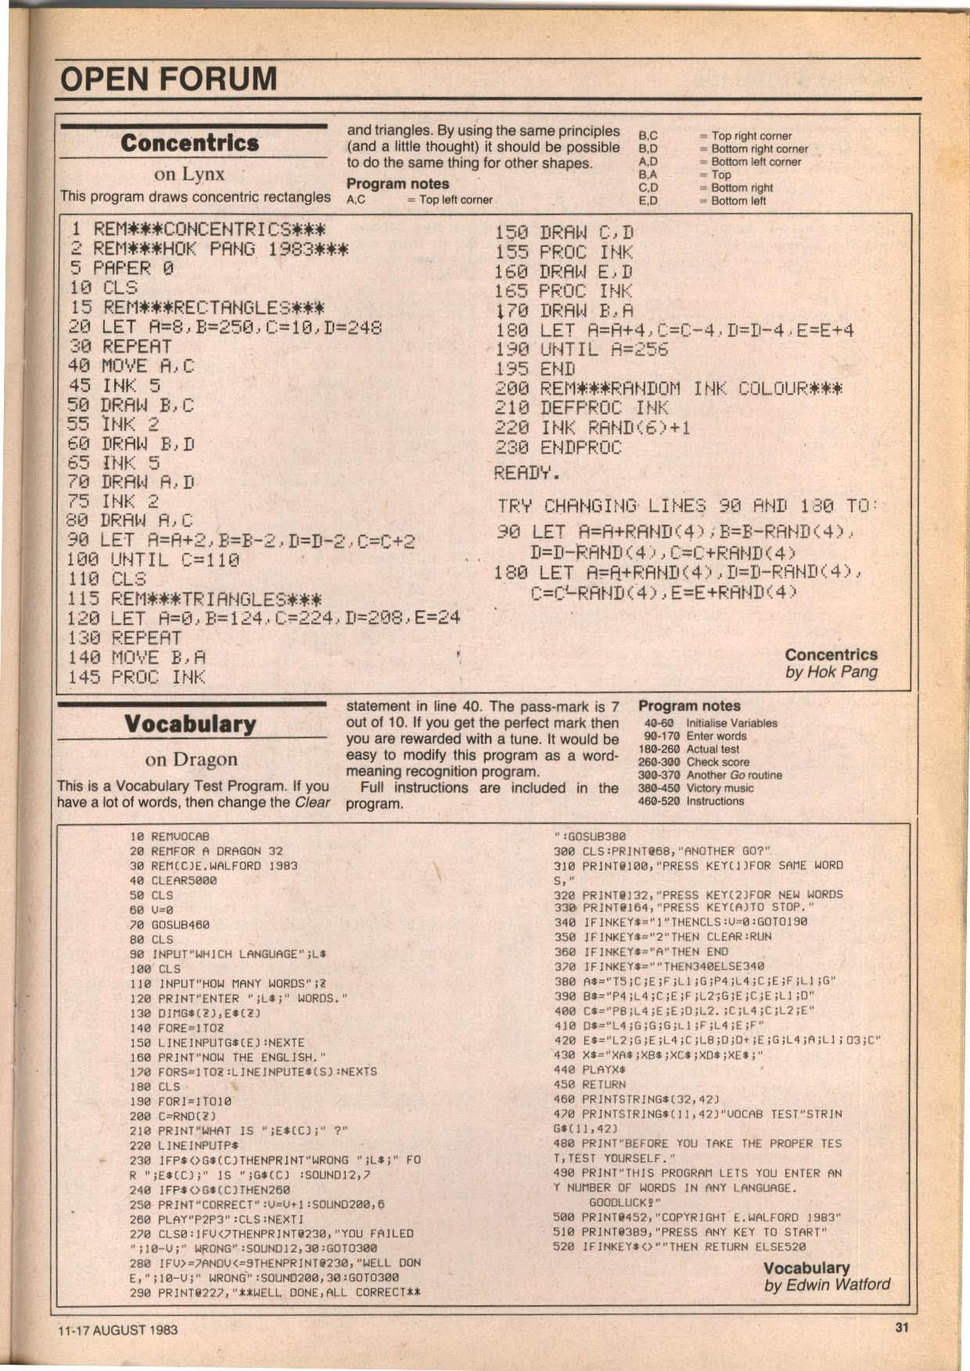 OPEN FORUM
Concentrics
on Lynx
This program draws concentric rectangles
and triangles. By using the same principles
(and a little thought) it should be possible
to do the same thing for other shapes.
Program notes
A,C = Top left corner
B,C = Top right corner
B,D = Bottom right corner
A,D = Bottom left corner
B,A = Top
C,D = Bottom right
E,D = Bottom left
1 REM***CONCENTRICS***
2 REM***HOK PANG 1983***
5 PAPER 0
10 CLS
15 REM***RECTANGLES***
20 LET A=8,B=250,C=10,D=248
30 REPEAT
40 MOVE A,C
45 INK 5
50 DRAW B,C
55 INK 2
60 DRAW B,D
65 INK 5
70 DRAW A,D
75 INK 2
80 DRAW A,C
90 LET A=A+2,B=B-2,D=D-2,C=C+2
100 UNTIL C=110
110 CLS
115 REM***TRIANGLES***
120 LET A=0,B=124,C=224,D=208,E=24
130 REPEAT
140 MOVE B,A
145 PROC INK
150 DRAW C,D
155 PROC INK
160 DRAW E,D
165 PROC INK
170 DRAW B,A
180 LET A=A+4,C=C-4,D=D-4,E=E+4
190 UNTIL A=256
195 END
200 REM***RANDOM INK COLOUR***
210 DEFPROC INK
220 INK RAND(6)+1
230 ENDPROC
READY.
TRY CHANGING LINES 90 AND 180 TO:
90 LET A=A+RAND(4),B=B-RAND(4),
D=D-RAND(4),C=C+RAND(4)
180 LET A=A+RAND(4),D=D-RAND(4),
C=C-RAND(4),E=E+RAND(4)
Concentrics
by Hok Pang
Vocabulary
on Dragon
This is a Vocabulary Test Program. If you
have a lot of words, then change the Clear
statement in line 40. The pass-mark is 7
out of 10. If you get the perfect mark then
you are rewarded with a tune. It would be
easy to modify this program as a word-
meaning recognition program.
Full instructions are included in the
program.
Program notes
40-60 Initialise Variables
90-170 Enter words
180-260 Actual test
260-300 Check score
300-370 Another Go routine
380-450 Victory music
460-520 Instructions
10 REMVOCAB
20 REMFOR A DRAGON 32
30 REM(C)E.WALFORD 1983
40 CLEAR5000
50 CLS
60 V=0
70 GOSUB460
80 CLS
90 INPUT"WHICH LANGUAGE";L$
100 CLS
110 INPUT"HOW MANY WORDS";Z
120 PRINT"ENTER ";L$;" WORDS."
130 DIMG$(Z),E$(Z)
140 FORE=1TOZ
150 LINEINPUTG$(E):NEXTE
160 PRINT"NOW THE ENGLISH."
170 FORS=1TOZ:LINEINPUTE$(S):NEXTS
180 CLS
190 FORI=1TO10
200 C=RND(Z)
210 PRINT"WHAT IS ";E$(C);" ?"
220 LINEINPUTP$
230 IFP$<>G$(C)THENPRINT"WRONG ";L$;" FO
R ";E$(C);" IS ";G$(C) :SOUND12,7
240 IFP$<>G$(C)THEN260
250 PRINT"CORRECT":V=V+1:SOUND200,6
260 PLAY"P2P3":CLS:NEXTI
270 CLS0:IFV<7THENPRINT@230,"YOU FAILED
";10-V;" WRONG":SOUND12,30:GOTO300
280 IFV>=7ANDV<=9THENPRINT@230,"WELL DON
E,";10-V;" WRONG":SOUND200,30:GOTO300
290 PRINT@227,"**WELL DONE,ALL CORRECT**
":GOSUB380
300 CLS:PRINT@68,"ANOTHER GO?"
310 PRINT@100,"PRESS KEY(1)FOR SAME WORD
S,"
320 PRINT@132,"PRESS KEY(2)FOR NEW WORDS
330 PRINT@164,"PRESS KEY(A)TO STOP."
340 IFINKEY$="1"THENCLS:V=0:GOTO190
350 IFINKEY$="2"THEN CLEAR:RUN
360 IFINKEY$="A"THEN END
370 IFINKEY$=""THEN340ELSE340
380 A$="T5;C;E;F;L1;G;P4;L4;C;E;F;L1;G"
390 B$="P4;L4;C;E;F;L2;G;E;C;E;L1;D"
400 C$="P8;L4;E;E;D;L2.;C;L4;C;L2;E"
410 D$="L4;G;G;G;L1;F;L4;E;F"
420 E$="L2;G;E;L4;C;L8;D;D+;E;G;L4;A;L1;O3;C"
430 X$="XA$;XB$;XC$;XD$;XE$;"
440 PLAYX$
450 RETURN
460 PRINTSTRING$(32,42)
470 PRINTSTRING$(11,42)"VOCAB TEST"STRIN
G$(11,42)
480 PRINT"BEFORE YOU TAKE THE PROPER TES
T,TEST YOURSELF."
490 PRINT"THIS PROGRAM LETS YOU ENTER AN
Y NUMBER OF WORDS IN ANY LANGUAGE.
GOODLUCK!"
500 PRINT@452,"COPYRIGHT E.WALFORD 1983"
510 PRINT@389,"PRESS ANY KEY TO START"
520 IFINKEY$<>""THEN RETURN ELSE520
Vocabulary
by Edwin Watford
11-17 AUGUST 1983
31